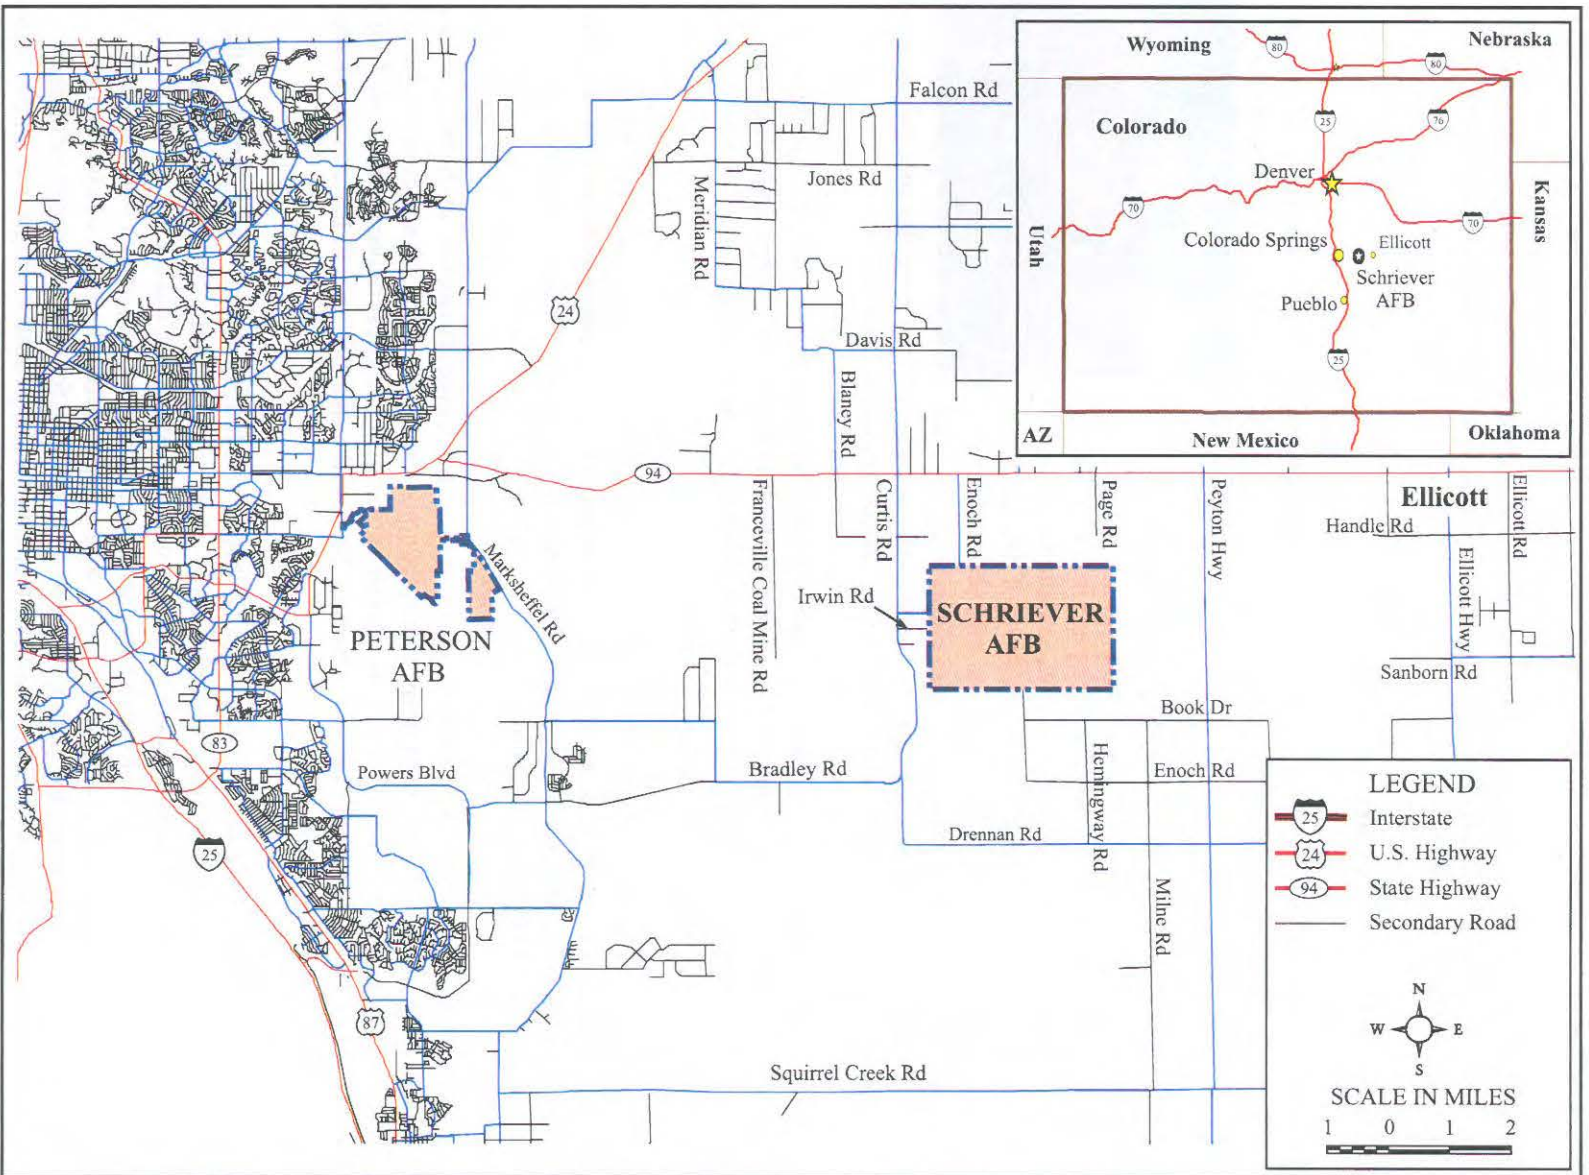 Wyoming
Nebraska
80
80
Colorado
25
76
Denver
70
70
Utah
Kansas
Colorado Springs
Ellicott
Schriever
AFB
Pueblo
25
AZ
New Mexico
Oklahoma
Falcon Rd
Jones Rd
Meridian Rd
24
Davis Rd
Blaney Rd
94
Franceville Coal Mine Rd
Curtis Rd
Enoch Rd
Page Rd
Peyton Hwy
Ellicott
Ellicott Rd
Handle Rd
Ellicott Hwy
Marksheffel Rd
Irwin Rd
SCHRIEVER
AFB
PETERSON
AFB
Sanborn Rd
Book Dr
83
Powers Blvd
Bradley Rd
Hemingway Rd
Enoch Rd
Drennan Rd
25
Milne Rd
87
Squirrel Creek Rd
LEGEND
25 Interstate
24 U.S. Highway
94 State Highway
Secondary Road
N
W E
S
SCALE IN MILES
1 0 1 2